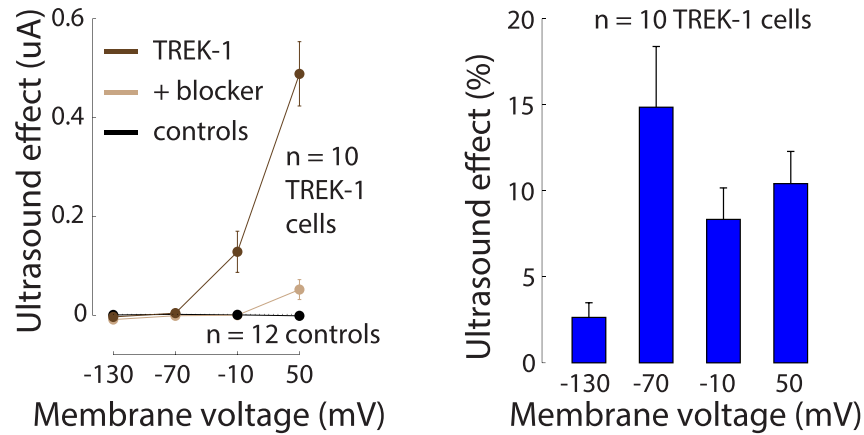 Ultrasound effect (uA)
0.6
0.4
0.2
0
TREK-1
+ blocker
controls
n = 10
TREK-1
cells
n = 12 controls
-130 -70 -10 50
Membrane voltage (mV)
Ultrasound effect (%)
20
15
10
5
0
n = 10 TREK-1 cells
-130 -70 -10 50
Membrane voltage (mV)